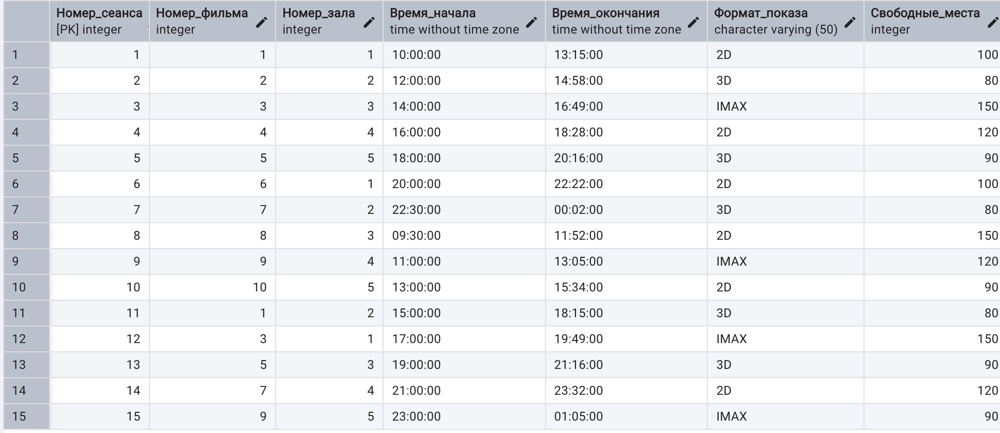 Номер_сеанса Номер_фильма Номер_зала Время_начала Время_окончания Формат_показа Свободные_места
[PK] integer integer integer time without time zone time without time zone character varying (50) integer
1 1 1 1 10:00:00 13:15:00 2D 100
2 2 2 2 12:00:00 14:58:00 3D 80
3 3 3 3 14:00:00 16:49:00 IMAX 150
4 4 4 4 16:00:00 18:28:00 2D 120
5 5 5 5 18:00:00 20:16:00 3D 90
6 6 6 1 20:00:00 22:22:00 2D 100
7 7 7 2 22:30:00 00:02:00 3D 80
8 8 8 3 09:30:00 11:52:00 2D 150
9 9 9 4 11:00:00 13:05:00 IMAX 120
10 10 10 5 13:00:00 15:34:00 2D 90
11 11 1 2 15:00:00 18:15:00 3D 80
12 12 3 1 17:00:00 19:49:00 IMAX 150
13 13 5 3 19:00:00 21:16:00 3D 90
14 14 7 4 21:00:00 23:32:00 2D 120
15 15 9 5 23:00:00 01:05:00 IMAX 90